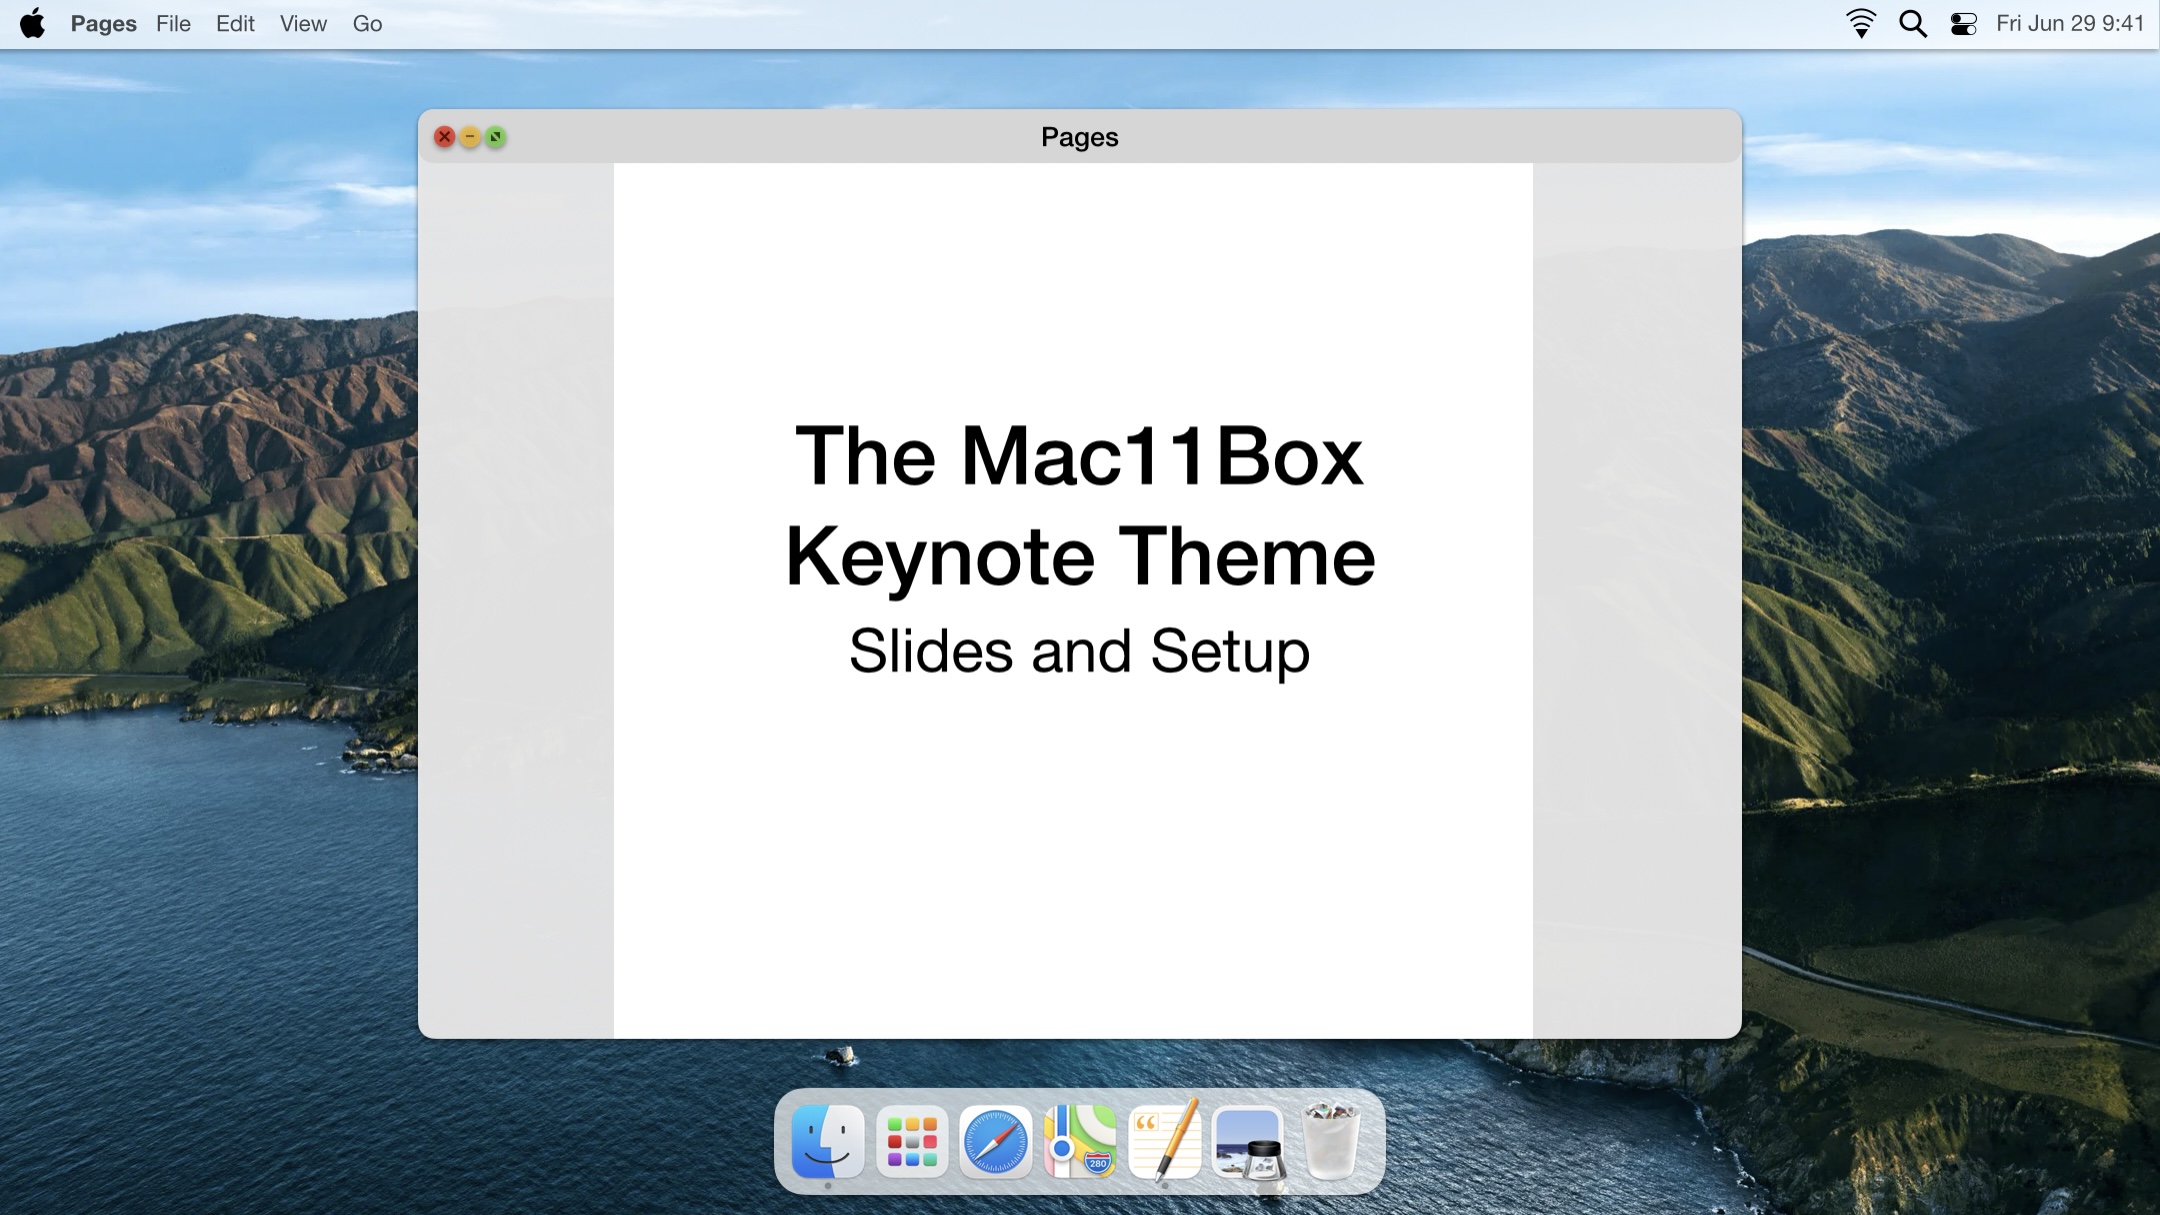 Pages File Edit View Go
Fri Jun 29 9:41
Pages
The Mac11Box
Keynote Theme
Slides and Setup
280